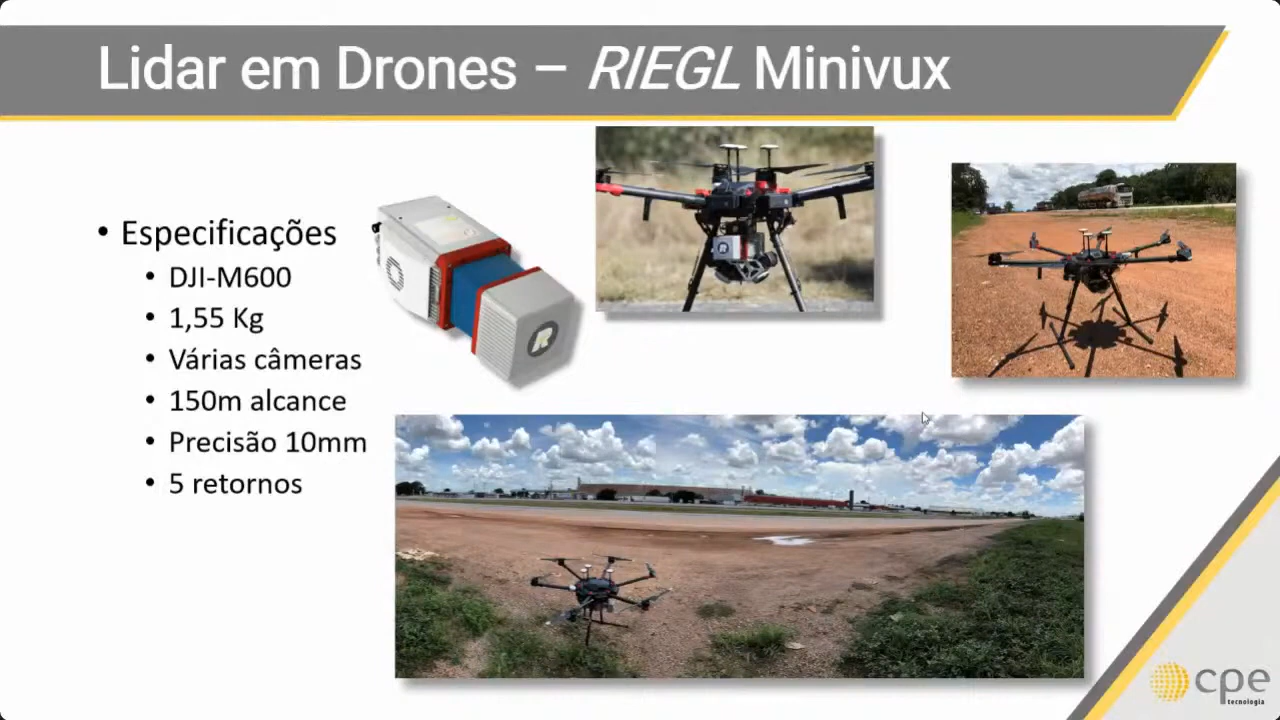 Lidar em Drones – RIEGL Minivux
• Especificações
• DJI-M600
• 1,55 Kg
• Várias câmeras
• 150m alcance
• Precisão 10mm
• 5 retornos
R
R
cpe
tecnologia